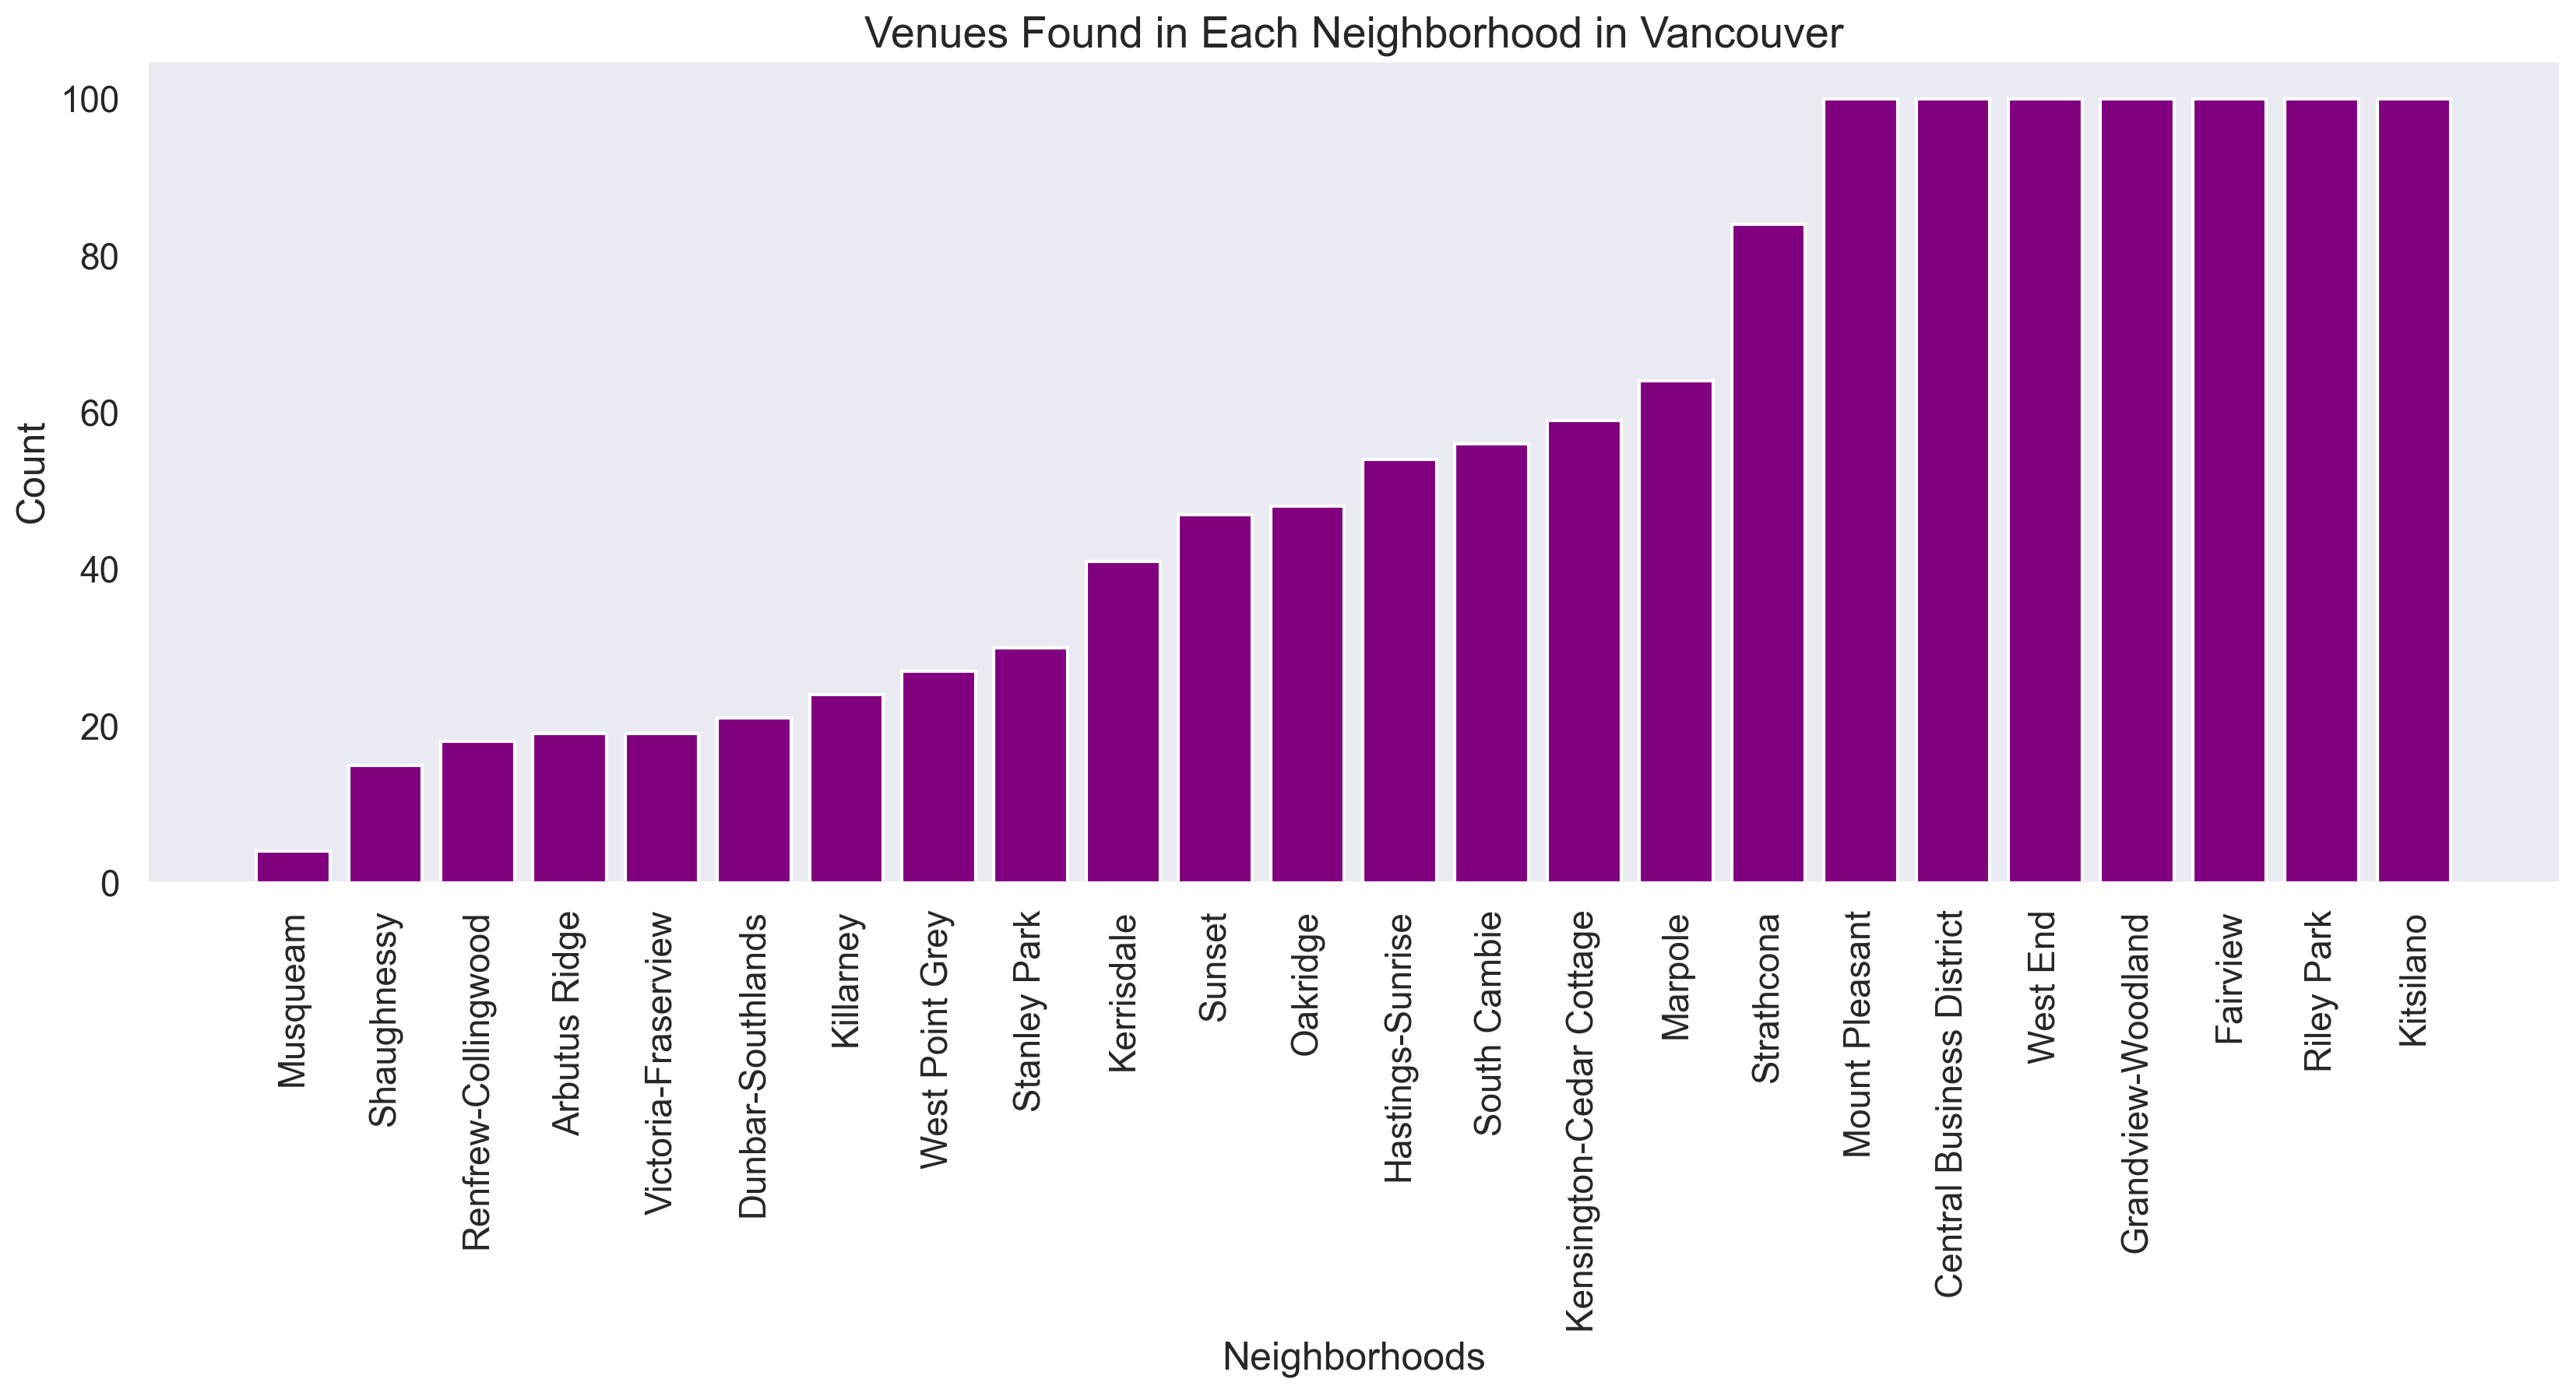 Venues Found in Each Neighborhood in Vancouver
100
80
60
40
20
0
Count
Musqueam
Shaughnessy
Renfrew-Collingwood
Arbutus Ridge
Victoria-Fraserview
Dunbar-Southlands
Killarney
West Point Grey
Stanley Park
Kerrisdale
Sunset
Oakridge
Hastings-Sunrise
South Cambie
Kensington-Cedar Cottage
Marpole
Strathcona
Mount Pleasant
Central Business District
West End
Grandview-Woodland
Fairview
Riley Park
Kitsilano
Neighborhoods